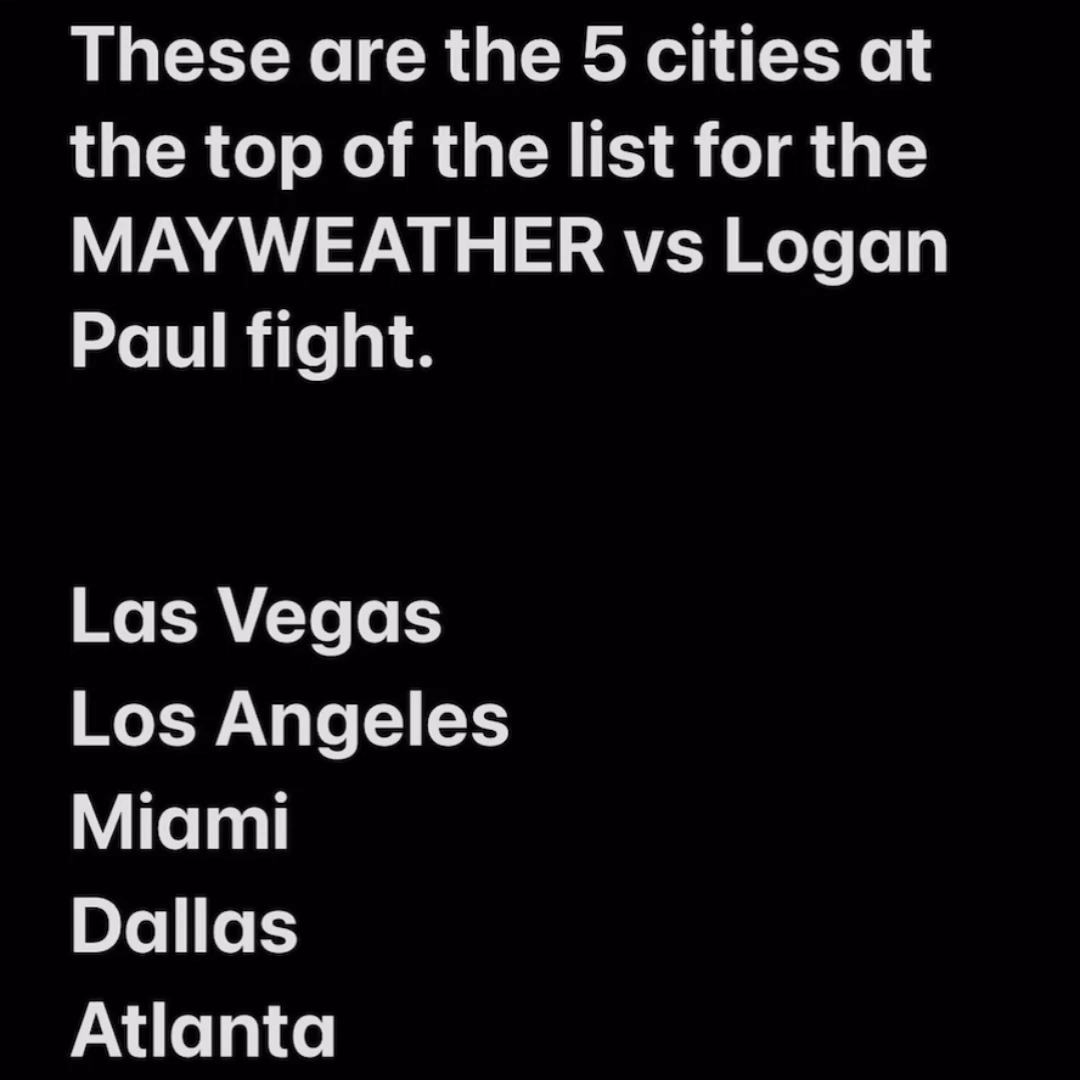 These are the 5 cities at
the top of the list for the
MAYWEATHER vs Logan
Paul fight.
Las Vegas
Los Angeles
Miami
Dallas
Atlanta